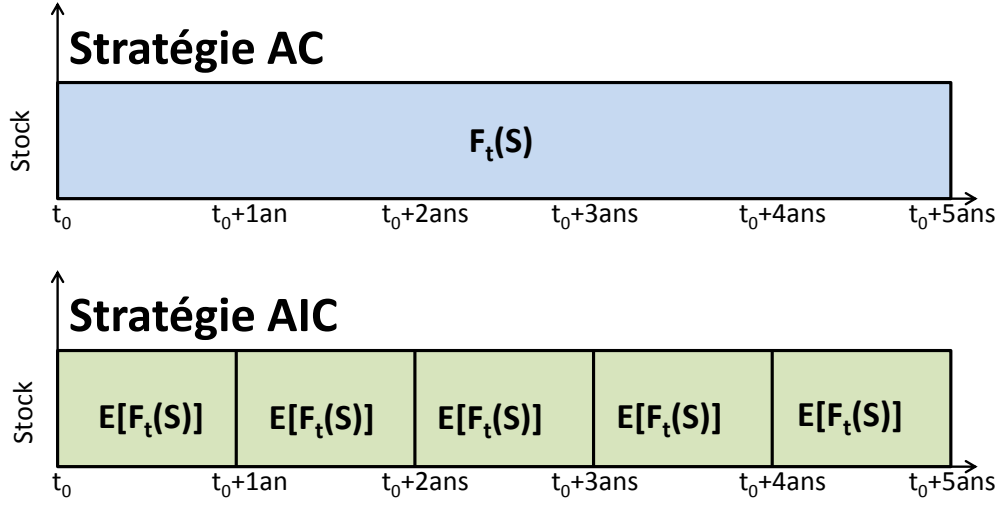 Stratégie AC
Stock
Fₜ(S)
t₀ t₀+1an t₀+2ans t₀+3ans t₀+4ans t₀+5ans
Stratégie AIC
Stock
E[Fₜ(S)] E[Fₜ(S)] E[Fₜ(S)] E[Fₜ(S)] E[Fₜ(S)]
t₀ t₀+1an t₀+2ans t₀+3ans t₀+4ans t₀+5ans